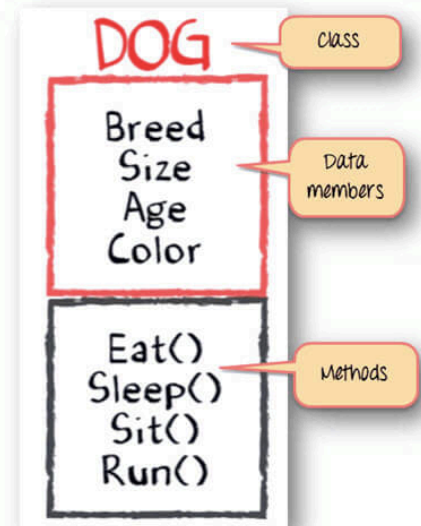 DOG
Class
Breed
Size
Age
Color
Data
members
Eat()
Sleep()
Sit()
Run()
Methods